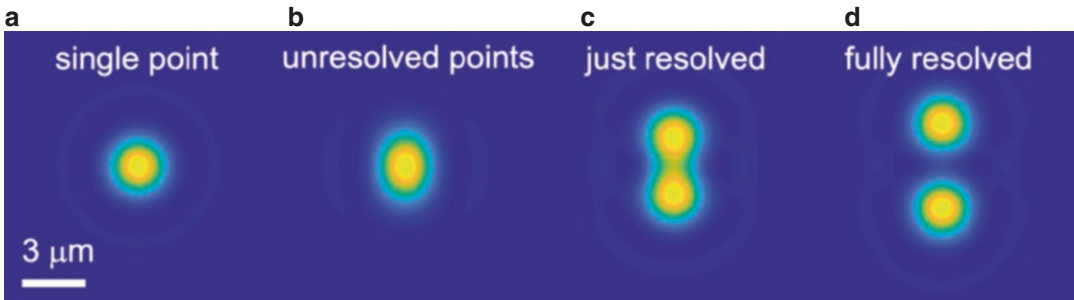 a b c d
single point unresolved points just resolved fully resolved
3 μm